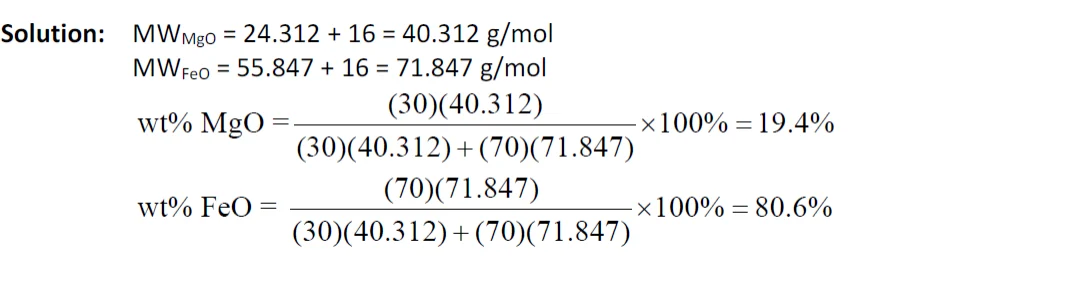 Solution: MW_MgO = 24.312 + 16 = 40.312 g/mol
MW_FeO = 55.847 + 16 = 71.847 g/mol
wt% MgO = (30)(40.312) / (30)(40.312) + (70)(71.847) ×100% = 19.4%
wt% FeO = (70)(71.847) / (30)(40.312) + (70)(71.847) ×100% = 80.6%